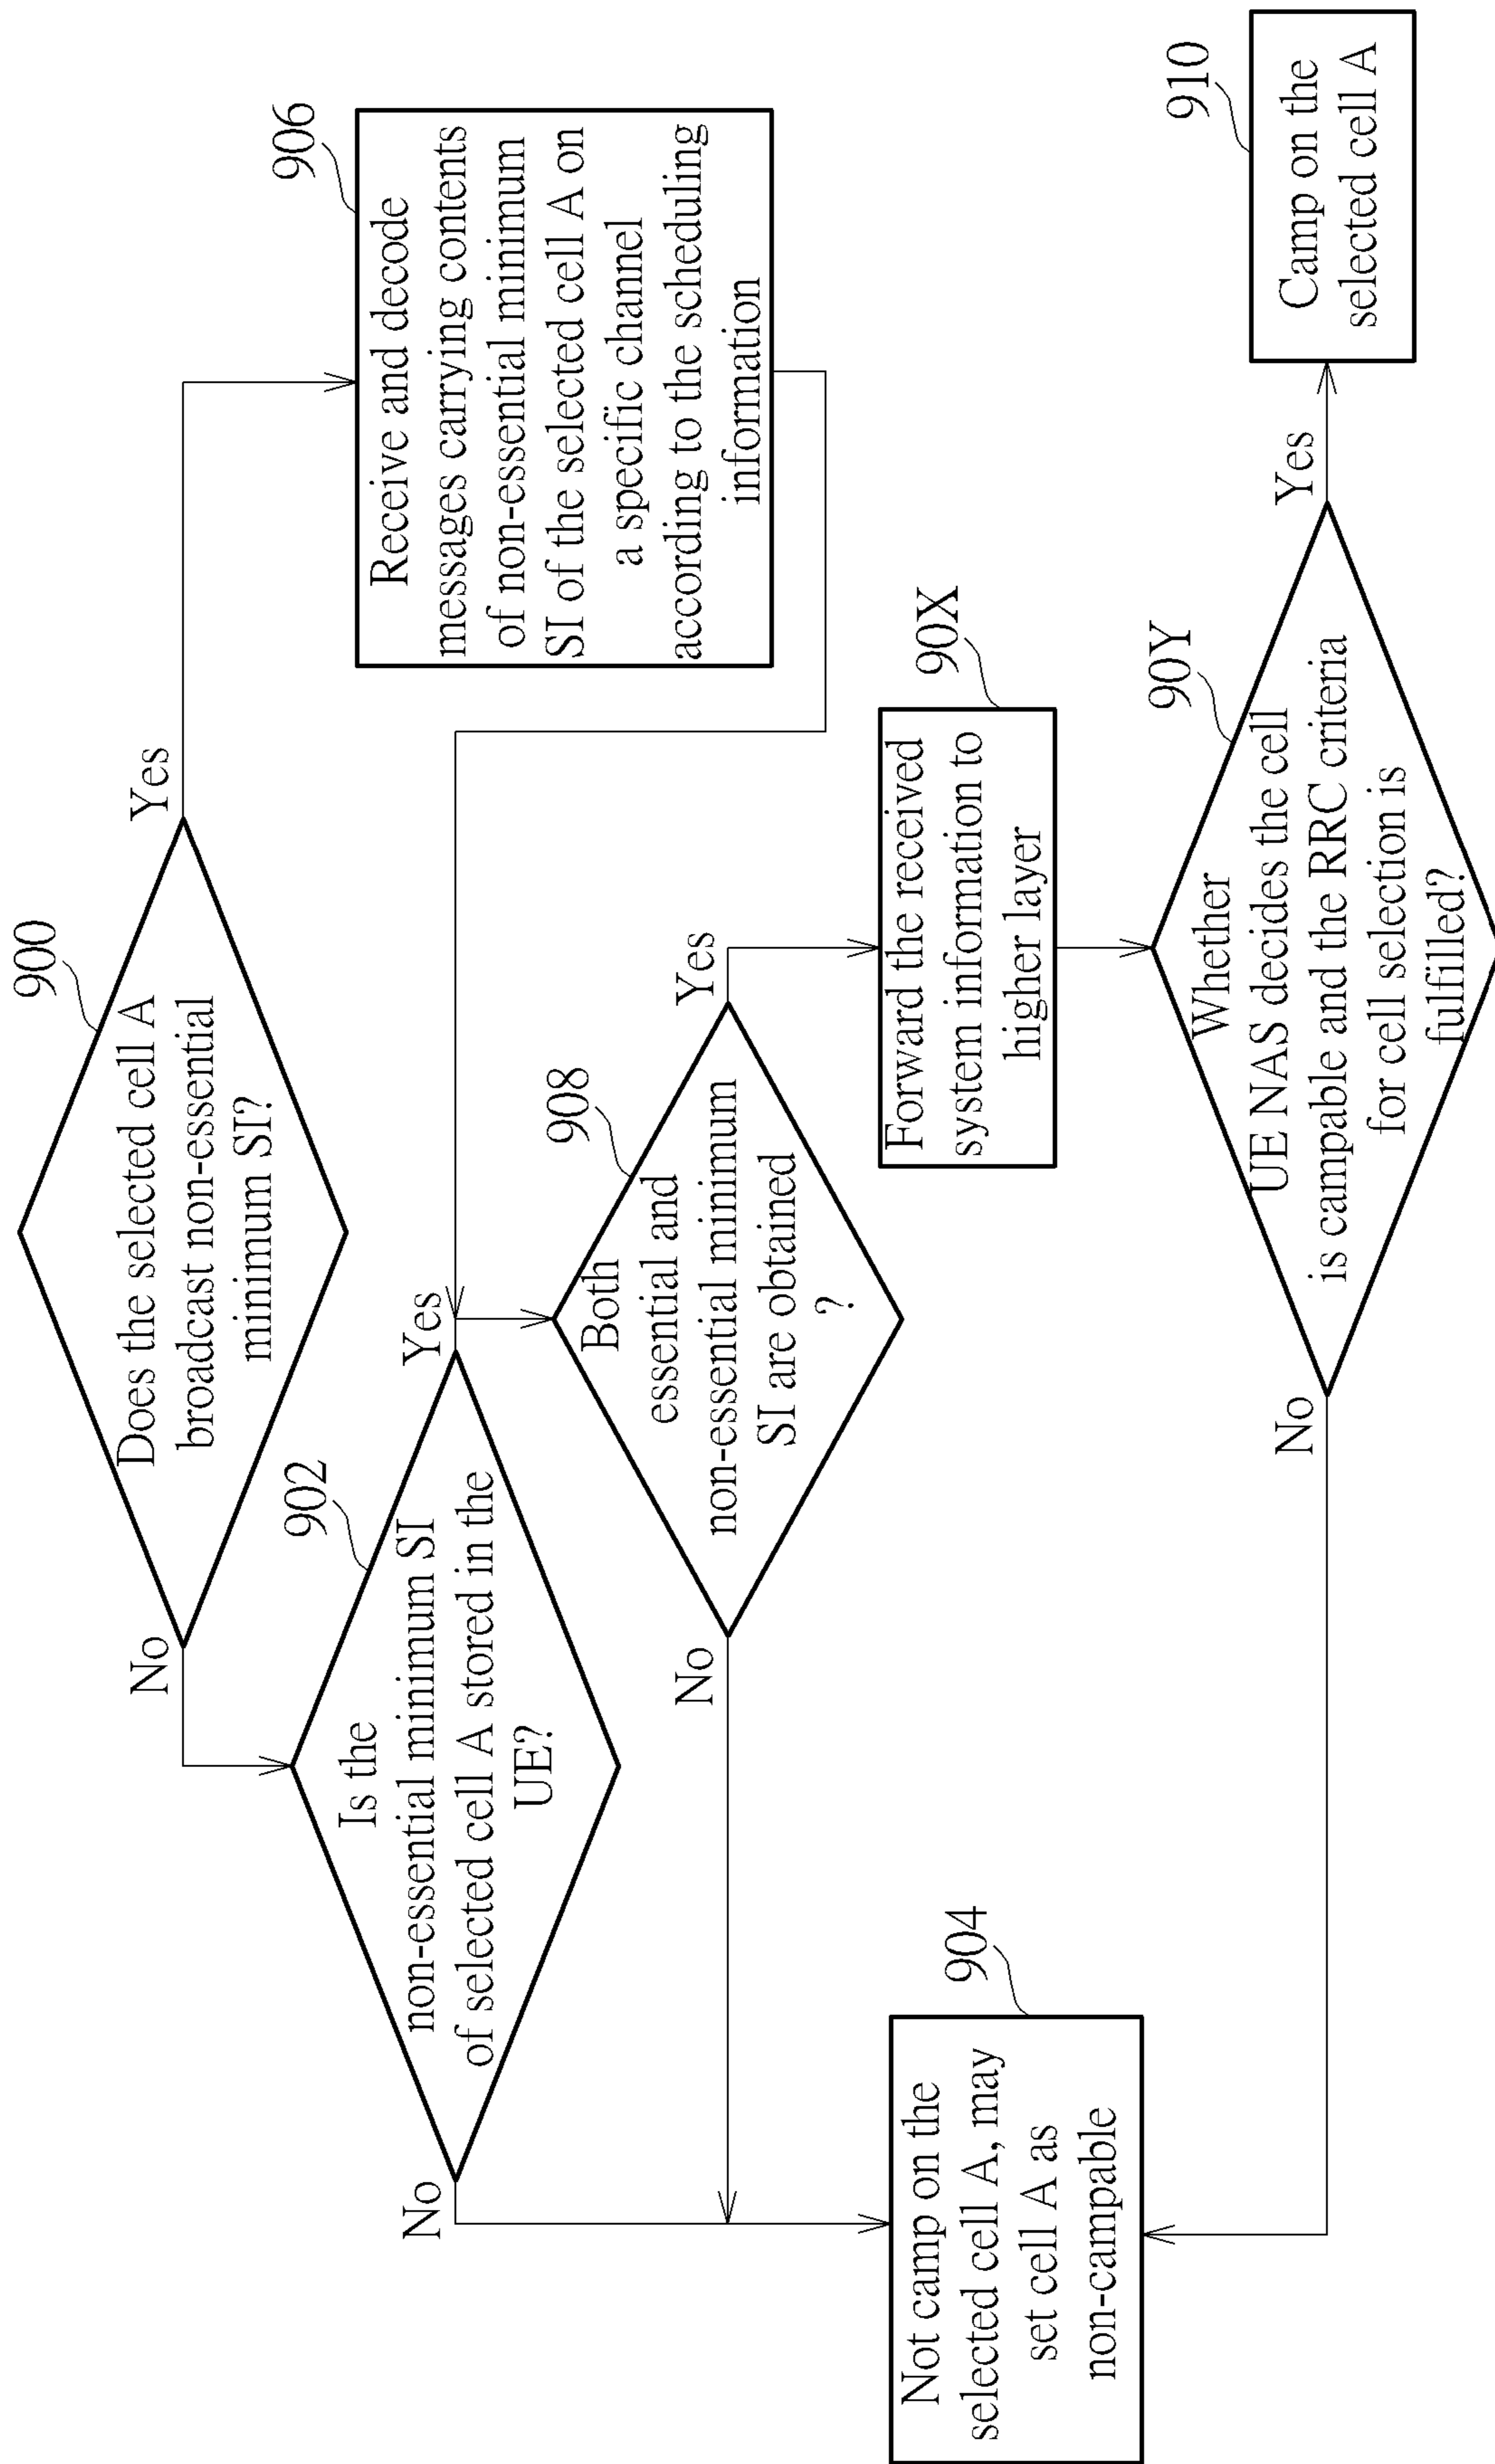 900
Does the selected cell A
broadcast non-essential
minimum SI?
No
Yes
902
Is the
non-essential minimum SI
of selected cell A stored in the
UE?
No
Yes
906
Receive and decode
messages carrying contents
of non-essential minimum
SI of the selected cell A on
a specific channel
according to the scheduling
information
908
Both
essential and
non-essential minimum
SI are obtained
?
No
Yes
90X
Forward the received
system information to
higher layer
904
Not camp on the
selected cell A, may
set cell A as
non-campable
90Y
Whether
UE NAS decides the cell
is campable and the RRC criteria
for cell selection is
fulfilled?
No
Yes
910
Camp on the
selected cell A